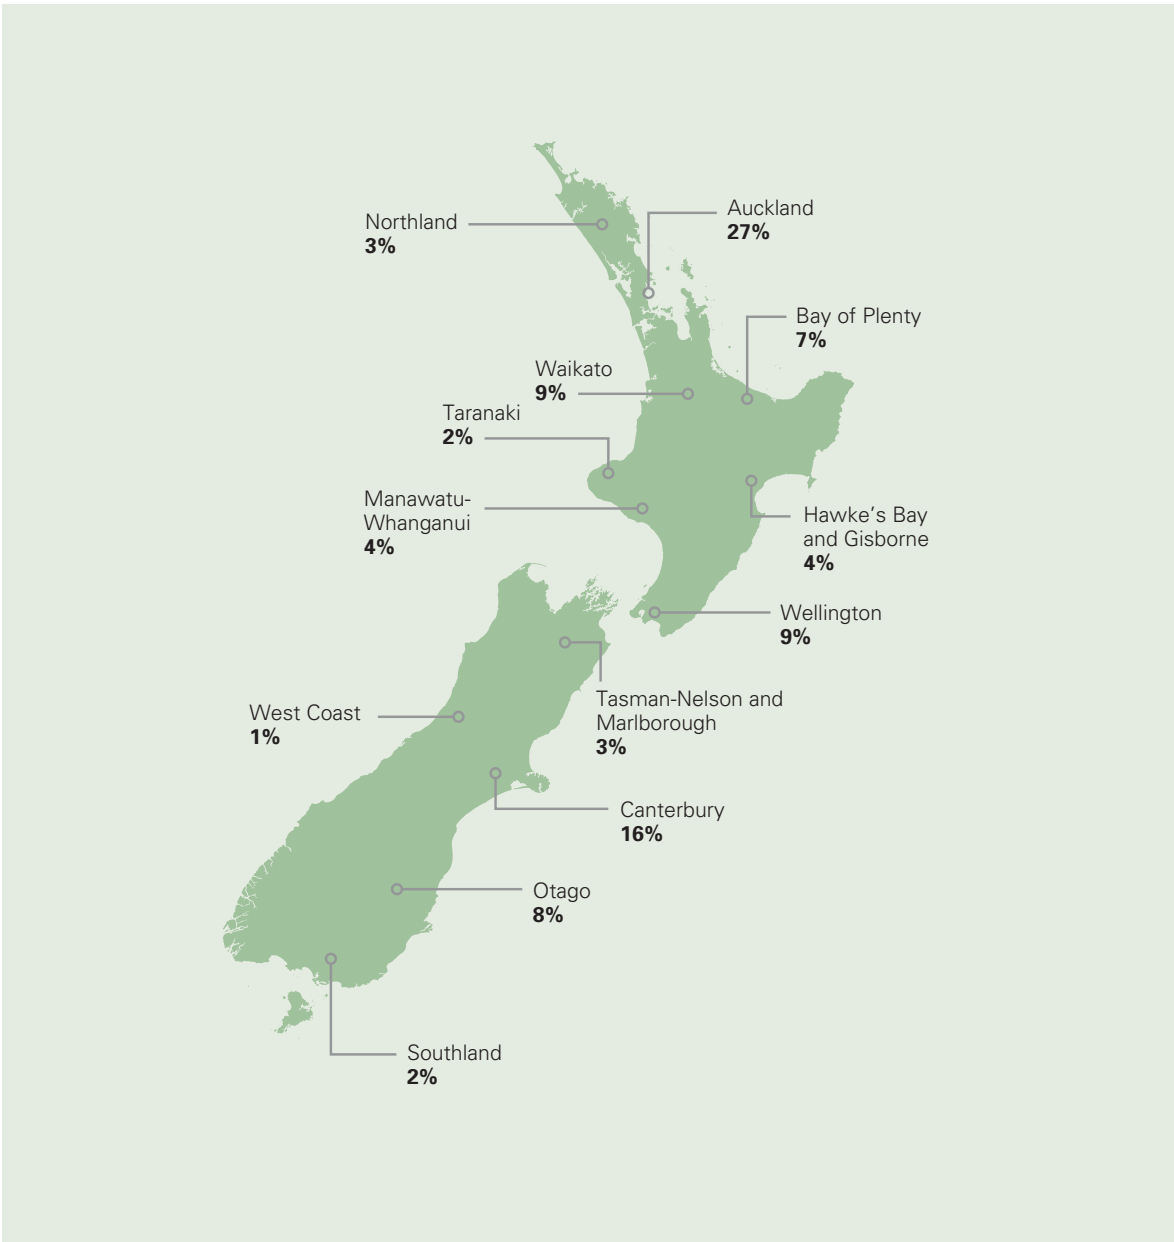 Northland
3%
Auckland
27%
Bay of Plenty
7%
Waikato
9%
Taranaki
2%
Manawatu-
Whanganui
4%
Hawke's Bay
and Gisborne
4%
Wellington
9%
Tasman-Nelson and
Marlborough
3%
West Coast
1%
Canterbury
16%
Otago
8%
Southland
2%